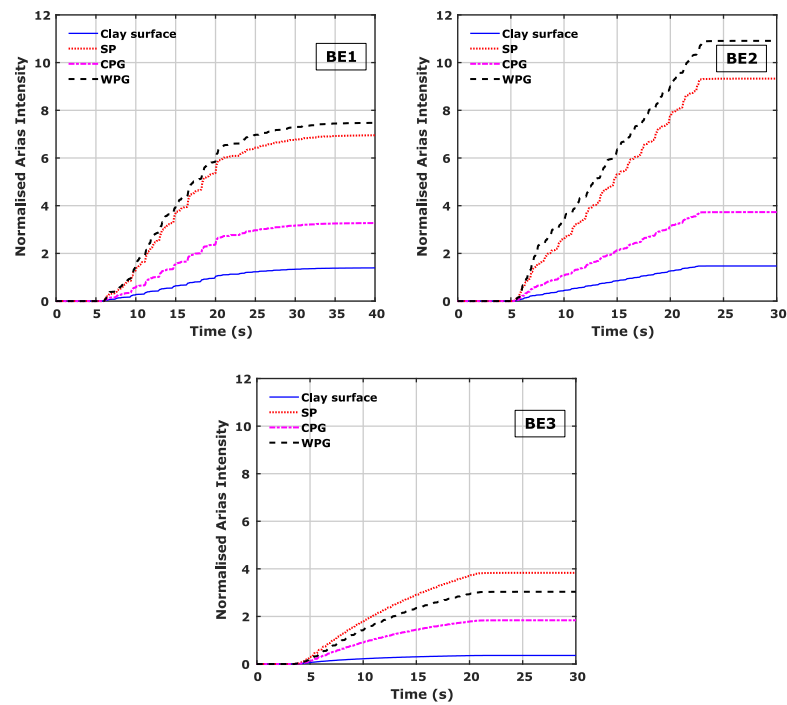 Clay surface
SP
CPG
WPG
BE1
12
10
8
6
4
2
0
Normalised Arias Intensity
0 5 10 15 20 25 30 35 40
Time (s)
Clay surface
SP
CPG
WPG
BE2
12
10
8
6
4
2
0
Normalised Arias Intensity
0 5 10 15 20 25 30
Time (s)
Clay surface
SP
CPG
WPG
BE3
12
10
8
6
4
2
0
Normalised Arias Intensity
0 5 10 15 20 25 30
Time (s)